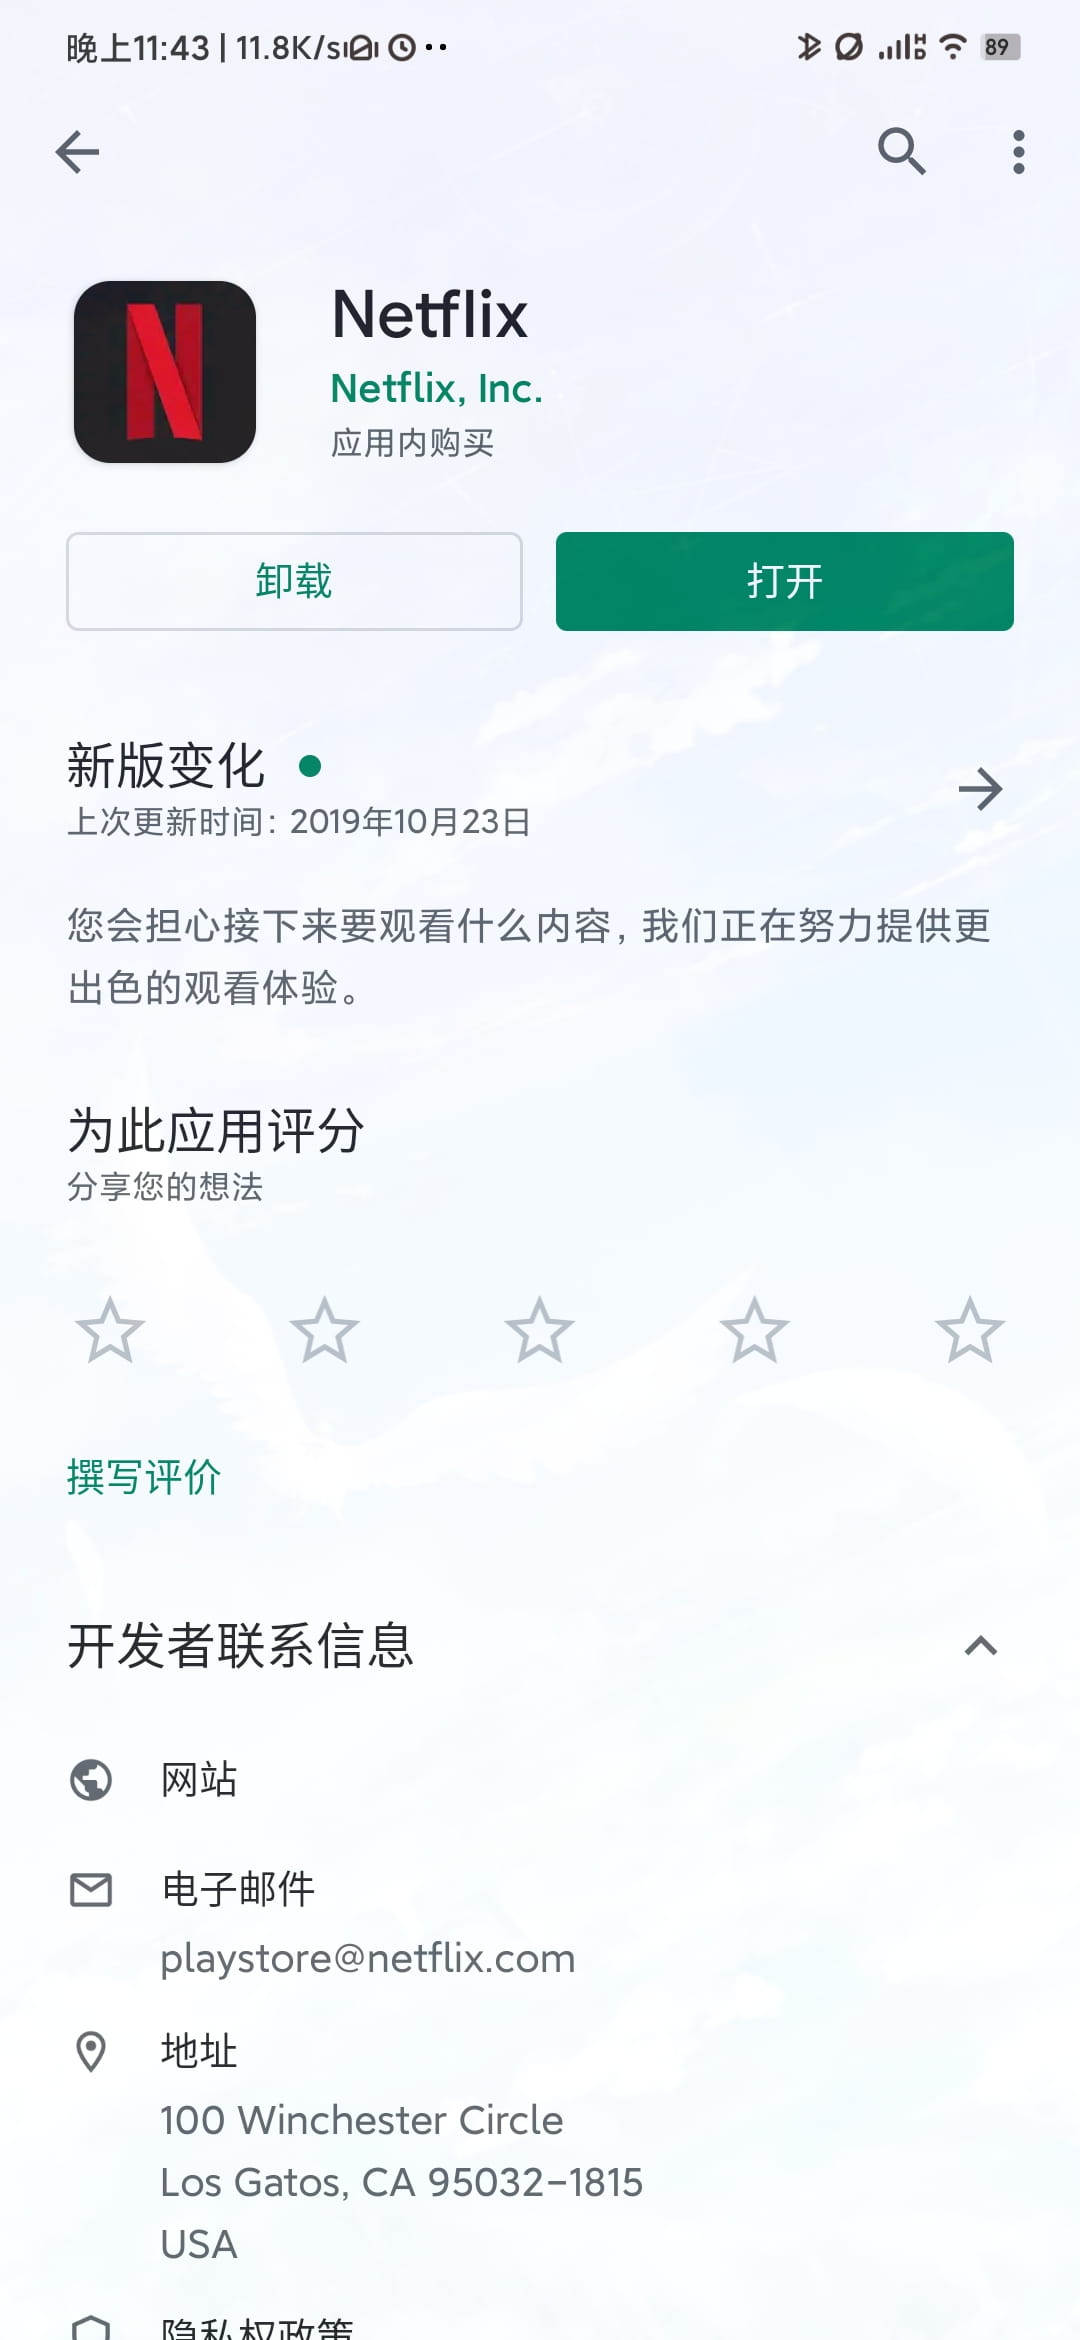 晚上11:43 | 11.8K/s
89
Netflix
Netflix, Inc.
应用内购买
卸载
打开
新版变化
上次更新时间：2019年10月23日
您会担心接下来要观看什么内容，我们正在努力提供更
出色的观看体验。
为此应用评分
分享您的想法
撰写评价
开发者联系信息
网站
电子邮件
playstore@netflix.com
地址
100 Winchester Circle
Los Gatos, CA 95032-1815
USA
隐私权政策